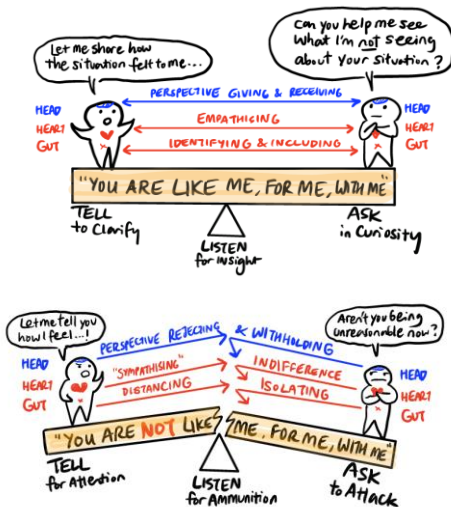 Let me share how
the situation felt to me...
Can you help me see
what I'm not seeing
about your situation?
PERSPECTIVE GIVING & RECEIVING
HEAD
HEAD
EMPATHISING
HEART
HEART
IDENTIFYING & INCLUDING
GUT
GUT
"YOU ARE LIKE ME, FOR ME, WITH ME"
TELL
to Clarify
LISTEN
for Insight
ASK
in Curiosity
Let me tell you
how I feel...!
Aren't you being
unreasonable now?
PERSPECTIVE REJECTING & WITHHOLDING
HEAD
HEAD
"SYMPATHISING" INDIFFERENCE
HEART
HEART
DISTANCING ISOLATING
GUT
GUT
"YOU ARE NOT LIKE ME, FOR ME, WITH ME"
TELL
for Attention
LISTEN
for Ammunition
ASK
to Attack